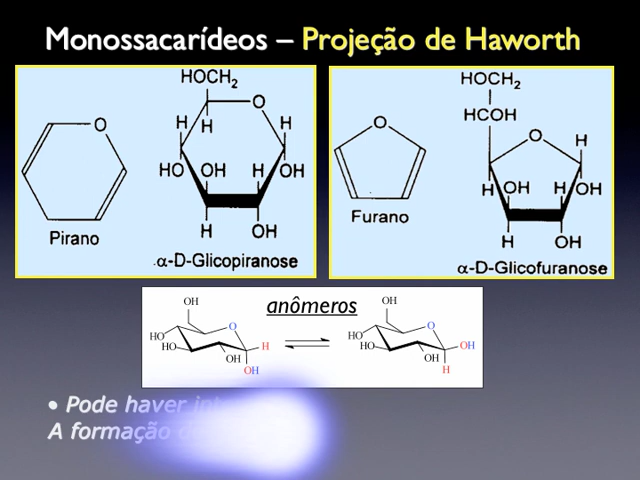 Monossacarídeos – Projeção de Haworth
HOCH₂
O
H
H
H
HO
OH
H
OH
H
OH
O
Pirano
α-D-Glicopiranose
O
Furano
HOCH₂
HCOH
O
H
H
OH
H
OH
H
OH
α-D-Glicofuranose
anômeros
OH
O
HO
HO
H
OH
OH
OH
O
HO
HO
OH
OH
H
• Pode haver
A formação